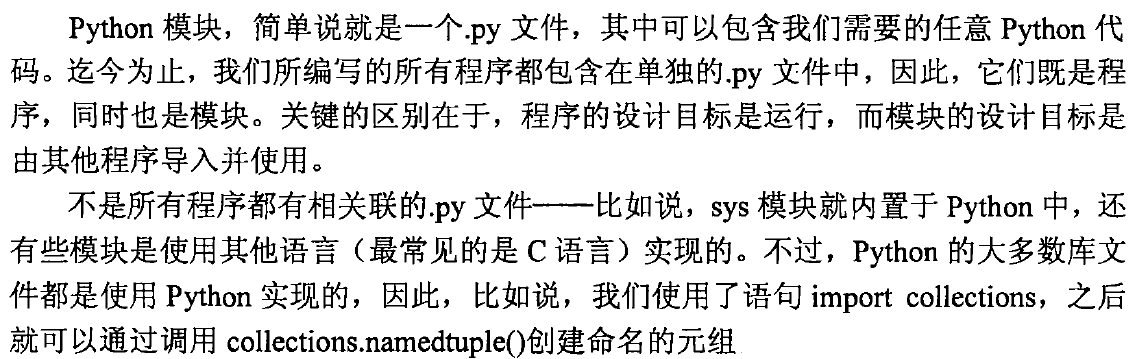 Python 模块，简单说就是一个.py 文件，其中可以包含我们需要的任意 Python 代
码。迄今为止，我们所编写的所有程序都包含在单独的.py 文件中，因此，它们既是程
序，同时也是模块。关键的区别在于，程序的设计目标是运行，而模块的设计目标是
由其他程序导入并使用。
不是所有程序都有相关联的.py 文件——比如说，sys 模块就内置于 Python 中，还
有些模块是使用其他语言（最常见的是 C 语言）实现的。不过，Python 的大多数库文
件都是使用 Python 实现的，因此，比如说，我们使用了语句 import collections，之后
就可以通过调用 collections.namedtuple()创建命名的元组